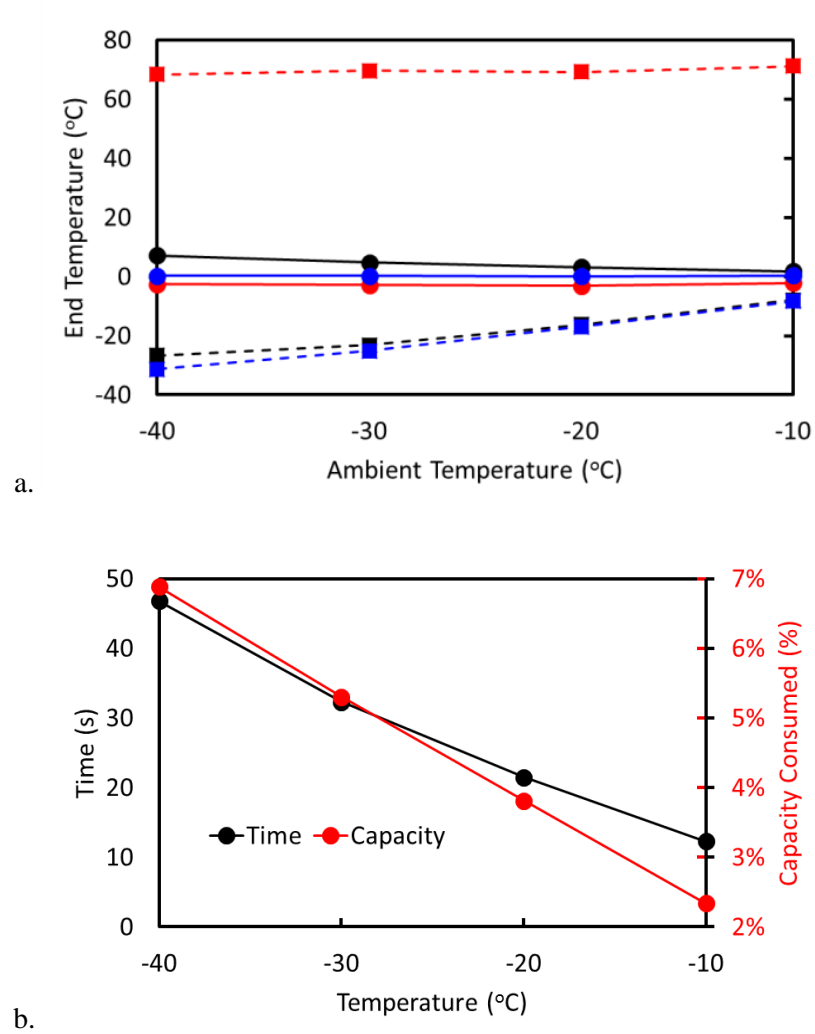 80
60
40
20
0
-20
-40
End Temperature (°C)
-40 -30 -20 -10
Ambient Temperature (°C)
a.
50
40
30
20
10
0
Time (s)
7%
6%
5%
4%
3%
2%
Capacity Consumed (%)
Time Capacity
-40 -30 -20 -10
Temperature (°C)
b.